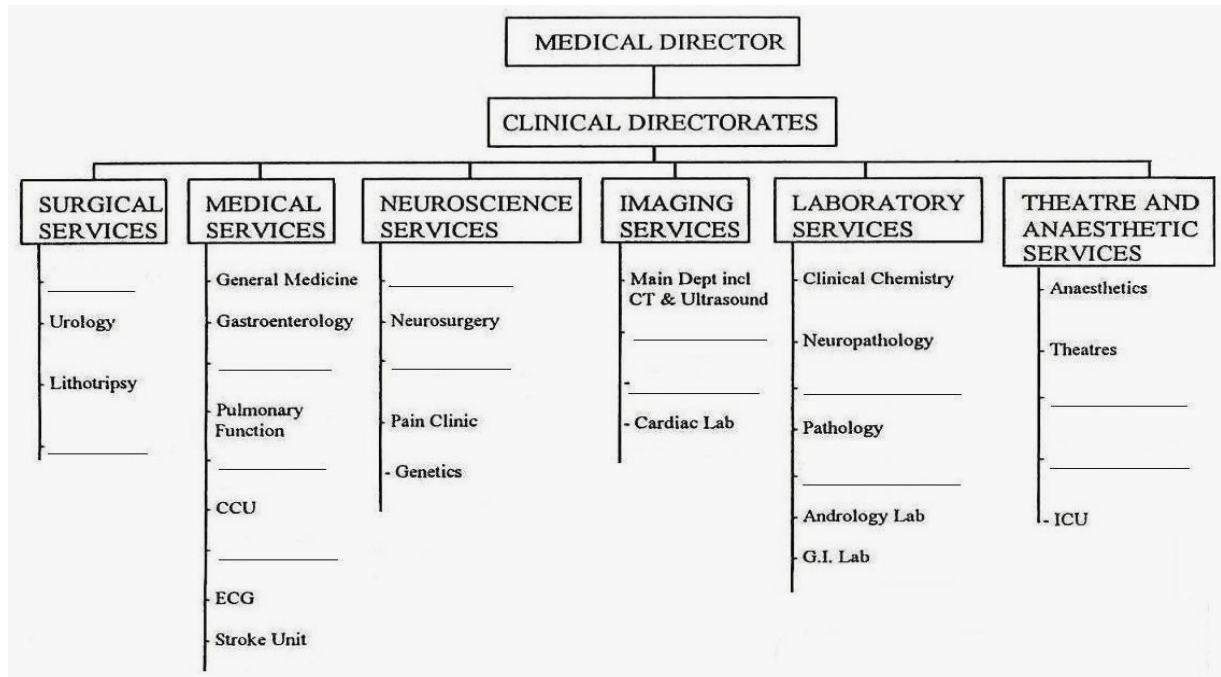 MEDICAL DIRECTOR
CLINICAL DIRECTORATES
SURGICAL
SERVICES
Urology
Lithotripsy
MEDICAL
SERVICES
General Medicine
Gastroenterology
Pulmonary
Function
CCU
ECG
Stroke Unit
NEUROSCIENCE
SERVICES
Neurosurgery
Pain Clinic
- Genetics
IMAGING
SERVICES
Main Dept incl
CT & Ultrasound
- Cardiac Lab
LABORATORY
SERVICES
Clinical Chemistry
Neuropathology
Pathology
Andrology Lab
G.I. Lab
THEATRE AND
ANAESTHETIC
SERVICES
Anaesthetics
Theatres
- ICU